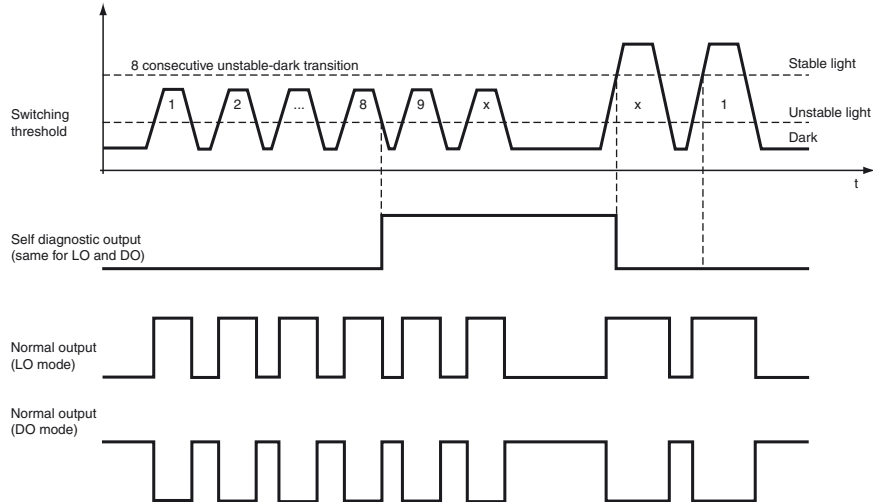 8 consecutive unstable-dark transition
Stable light
1 2 ... 8 9 x x 1
Switching
threshold
Unstable light
Dark
t
Self diagnostic output
(same for LO and DO)
Normal output
(LO mode)
Normal output
(DO mode)